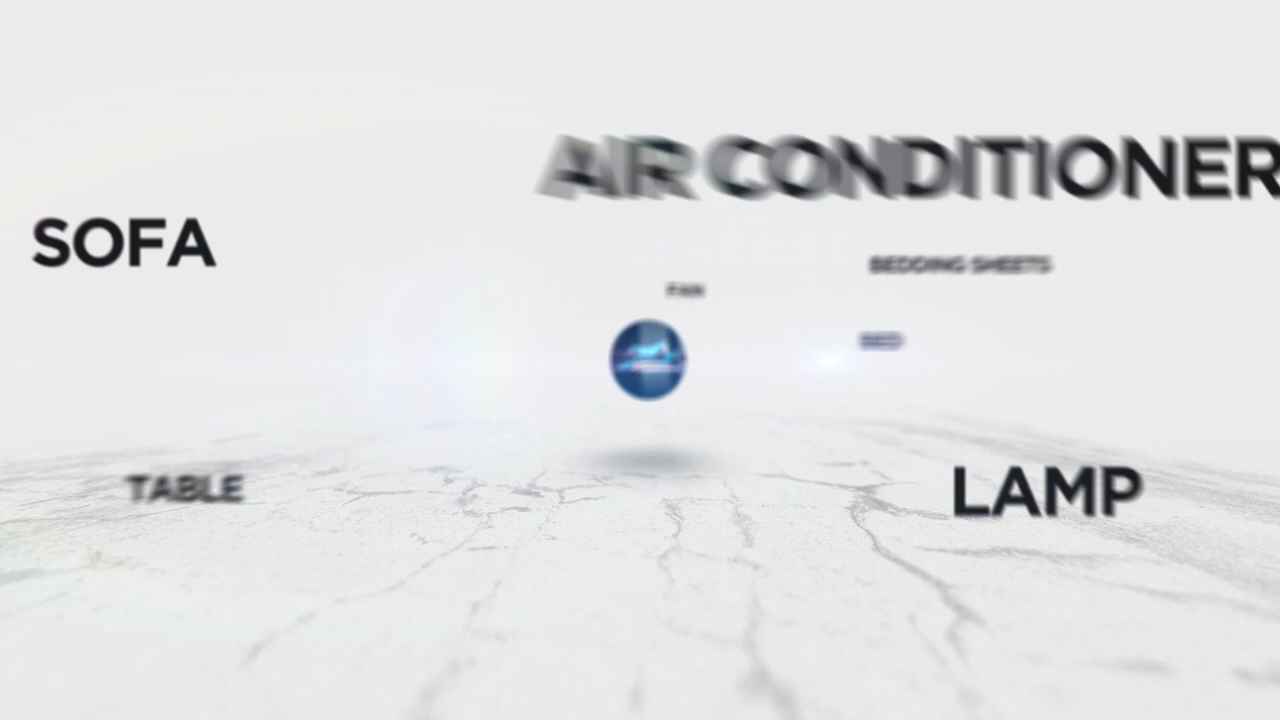 AIR CONDITIONER
SOFA
BEDDING SHEETS
FAN
BED
LAMP
TABLE